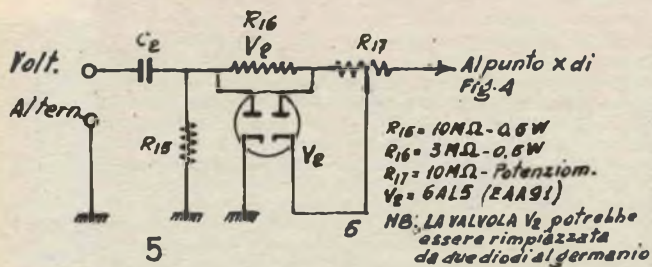 R16
V2
R17
C2
Volt.
Altern
R15
V2
Al punto x di
Fig. 4
R15 = 10MΩ - 0,5W
R16 = 3MΩ - 0,5W
R17 = 10MΩ - Potenziom.
V2 = 6AL5 (EAA91)
NB: LA VALVOLA V2 potrebbe
essere rimpiazzata
da due diodi al germanio
5
6